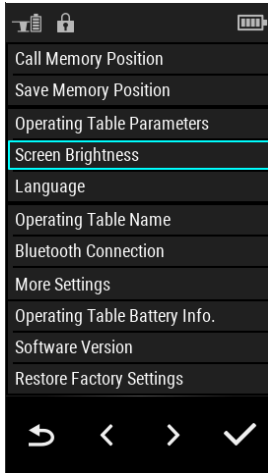 Call Memory Position
Save Memory Position
Operating Table Parameters
Screen Brightness
Language
Operating Table Name
Bluetooth Connection
More Settings
Operating Table Battery Info.
Software Version
Restore Factory Settings